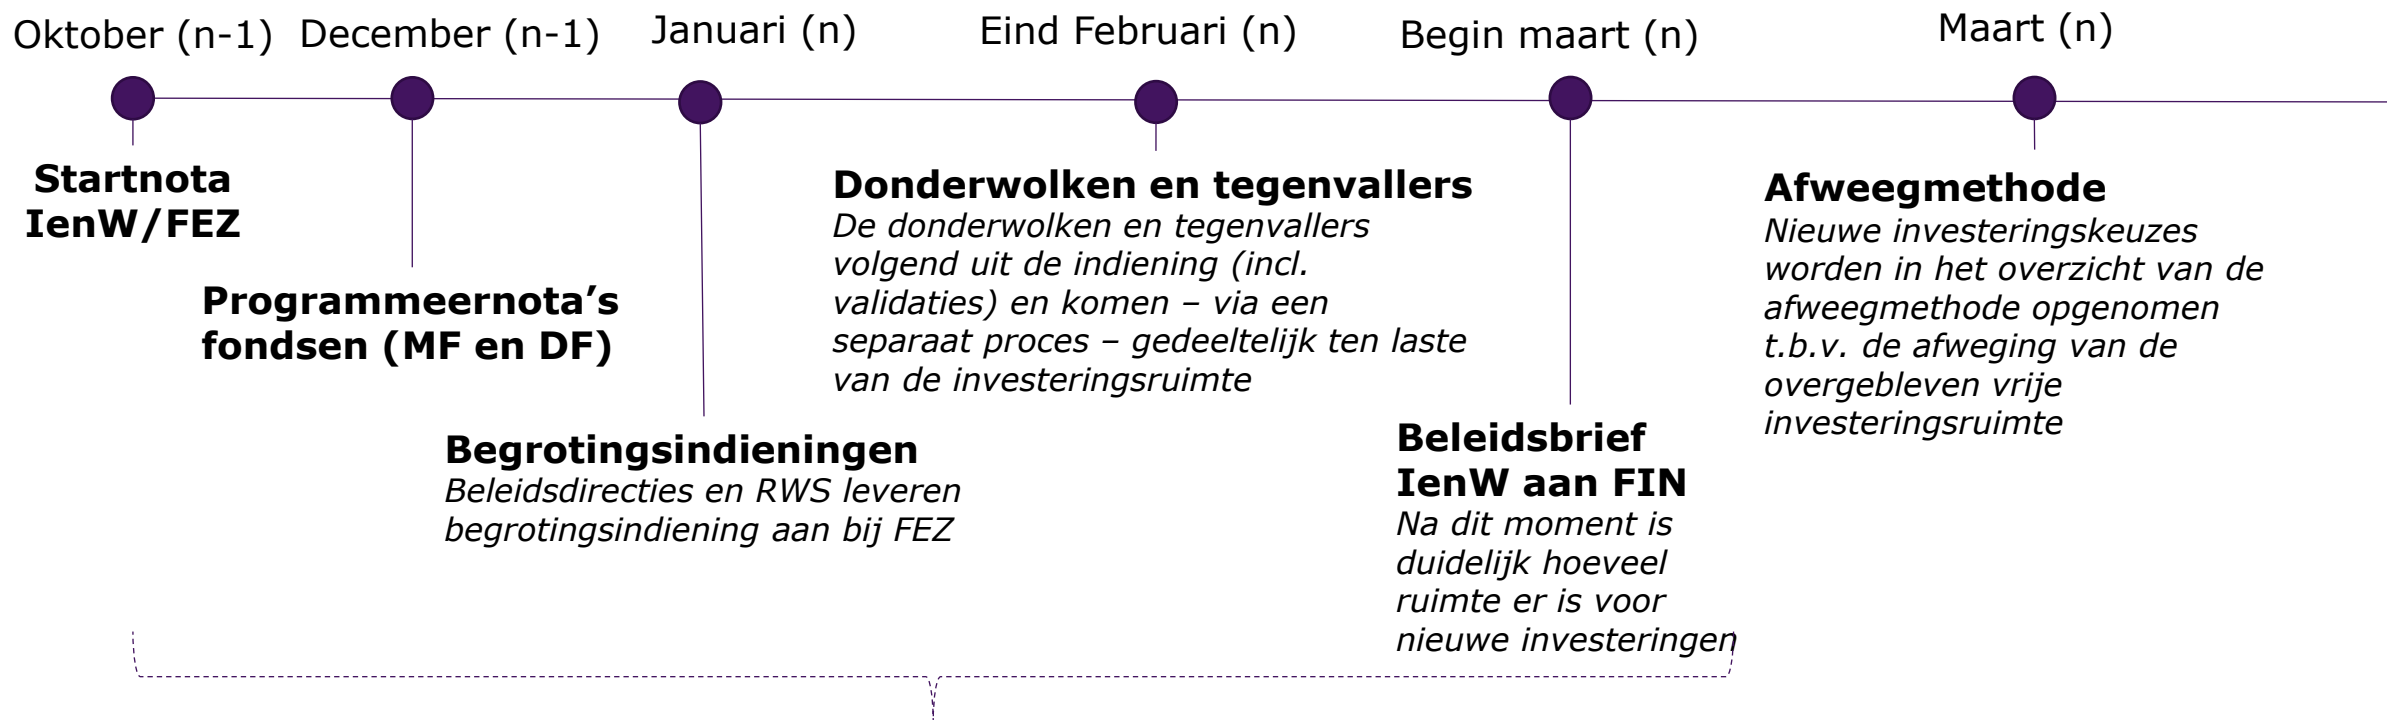 Oktober (n-1)
December (n-1)
Januari (n)
Eind Februari (n)
Begin maart (n)
Maart (n)
Startnota
IenW/FEZ
Programmeernota’s
fondsen (MF en DF)
Begrotingsindieningen
Beleidsdirecties en RWS leveren
begrotingsindiening aan bij FEZ
Donderwolken en tegenvallers
De donderwolken en tegenvallers
volgend uit de indiening (incl.
validaties) en komen – via een
separaat proces – gedeeltelijk ten laste
van de investeringsruimte
Beleidsbrief
IenW aan FIN
Na dit moment is
duidelijk hoeveel
ruimte er is voor
nieuwe investeringen
Afweegmethode
Nieuwe investeringskeuzes
worden in het overzicht van de
afweegmethode opgenomen
t.b.v. de afweging van de
overgebleven vrije
investeringsruimte